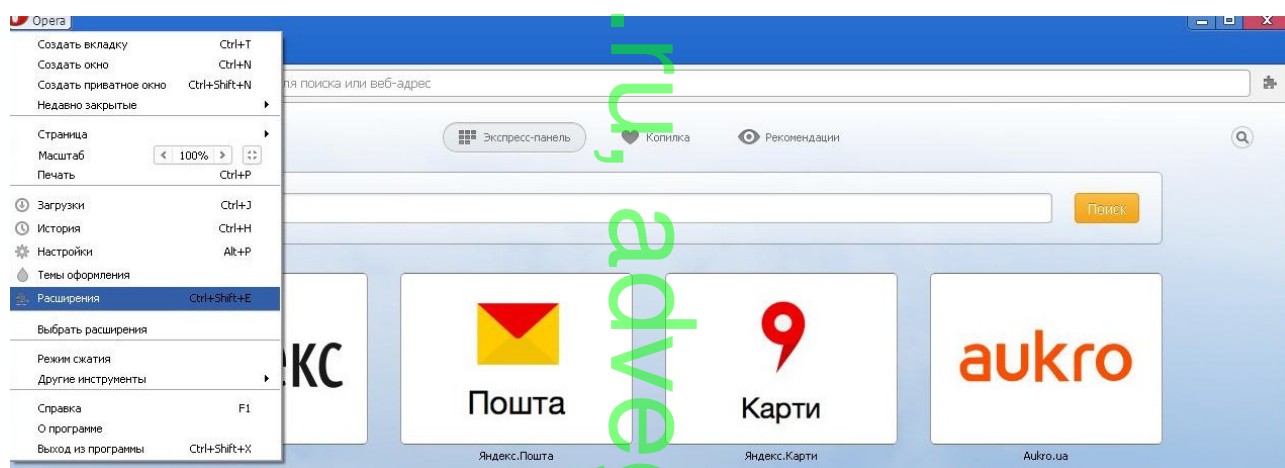 Opera
Создать вкладку Ctrl+T
Создать окно Ctrl+N
Создать приватное окно Ctrl+Shift+N
Недавно закрытые
Страница
Масштаб 100%
Печать Ctrl+P
Загрузки Ctrl+J
История Ctrl+H
Настройки Alt+P
Темы оформления
Расширения Ctrl+Shift+E
Выбрать расширения
Режим сжатия
Другие инструменты
Справка F1
О программе
Выход из программы Ctrl+Shift+X
ля поиска или веб-адрес
Экспресс-панель Копилка Рекомендации
Поиск
кс
Пошта
Карти
aukro
Яндекс.Пошта Яндекс.Карти Aukro.ua
.ru, adve